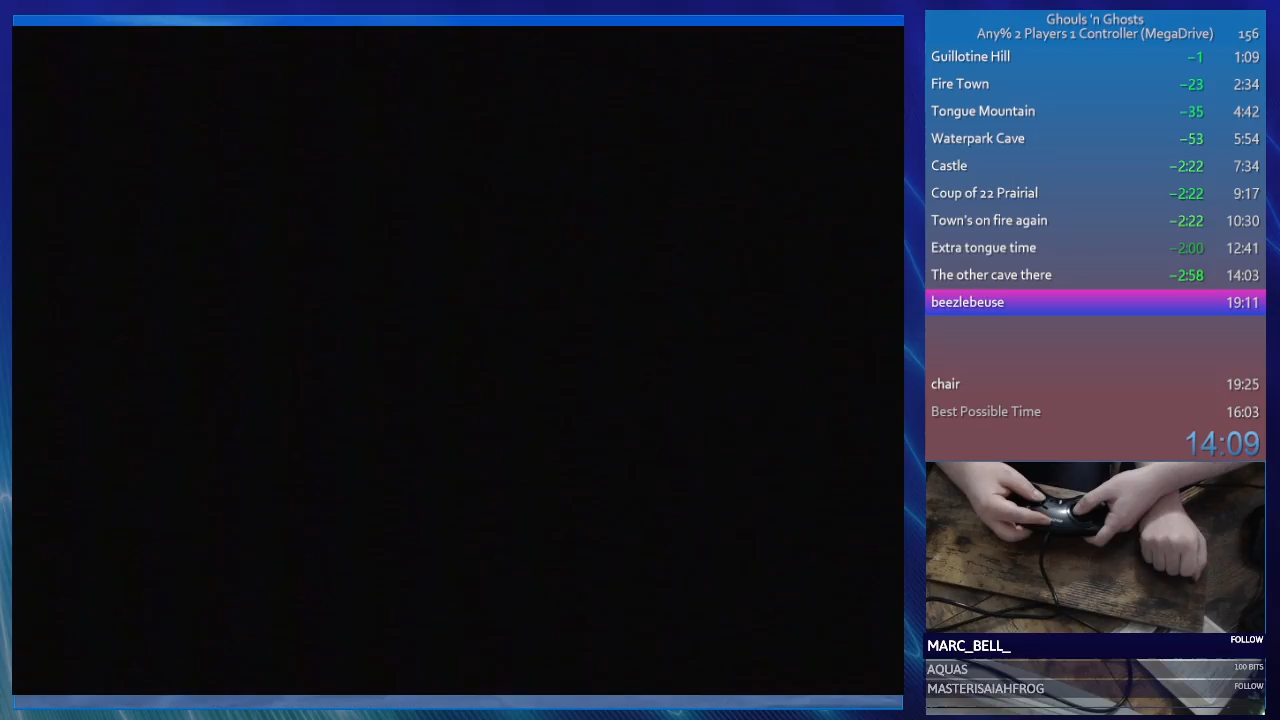 Ghouls 'n Ghosts
Any% 2 Players 1 Controller (MegaDrive) 156
Guillotine Hill −1 1:09
Fire Town −23 2:34
Tongue Mountain −35 4:42
Waterpark Cave −53 5:54
Castle −2:22 7:34
Coup of 22 Prairial −2:22 9:17
Town's on fire again −2:22 10:30
Extra tongue time −2:00 12:41
The other cave there −2:58 14:03
beezlebeuse 19:11
chair 19:25
Best Possible Time 16:03
14:09
MARC_BELL_ FOLLOW
AQUAS 100 BITS
MASTERISAIAHFROG FOLLOW